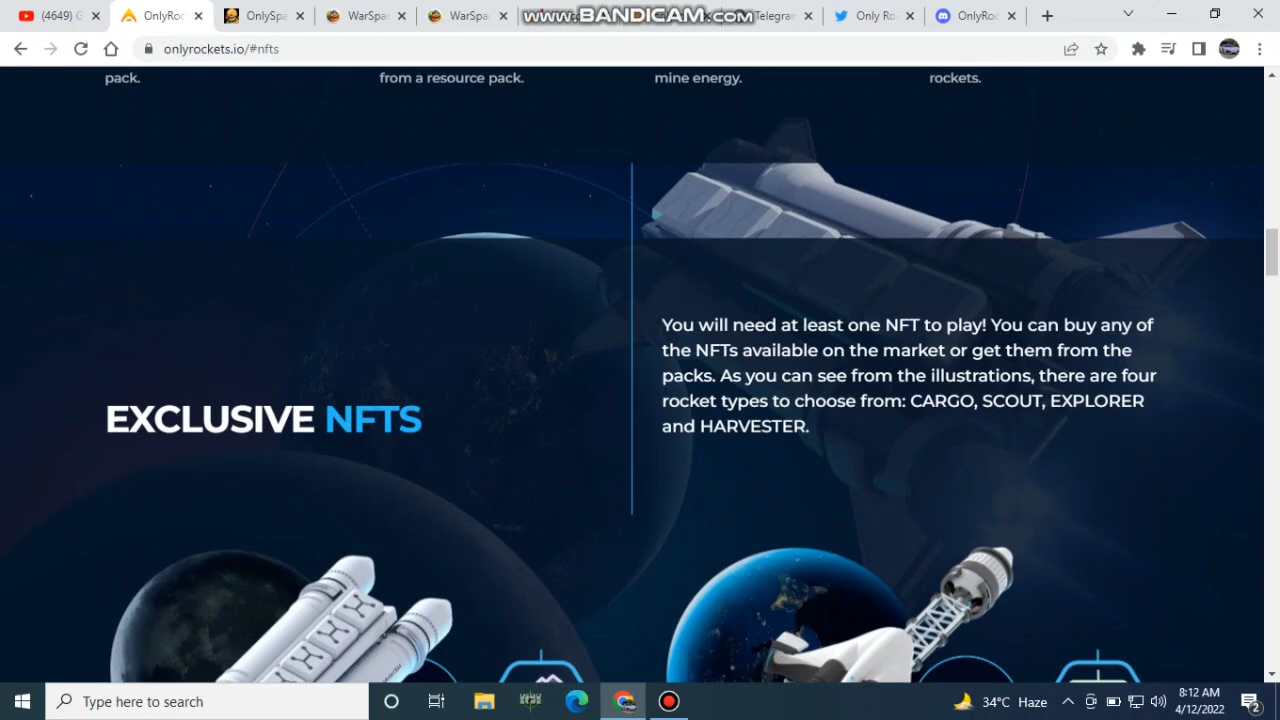 (4649) G
OnlyRoc
OnlySpa
WarSpa
WarSpa
Telegram
Only Ro
OnlyRoc
www.BANDICAM.com
onlyrockets.io/#nfts
pack.
from a resource pack.
mine energy.
rockets.
You will need at least one NFT to play! You can buy any of
the NFTs available on the market or get them from the
packs. As you can see from the illustrations, there are four
rocket types to choose from: CARGO, SCOUT, EXPLORER
and HARVESTER.
EXCLUSIVE NFTS
Type here to search
34°C Haze
8:12 AM
4/12/2022
2